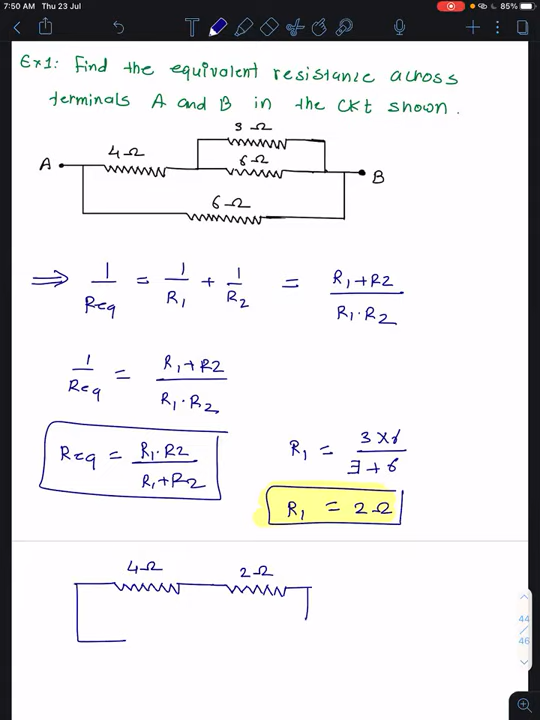 7:50 AM Thu 23 Jul 85%
T
Ex1: Find the equivalent resistance across
terminals A and B in the ckt shown.
3 Ω
4Ω 6Ω
A B
6Ω
⟹ 1/Req = 1/R1 + 1/R2 = R1+R2/R1·R2
1/Req = R1+R2/R1·R2
Req = R1·R2/R1+R2
R1 = 3×6/3+6
R1 = 2Ω
4Ω 2Ω
44
/
46